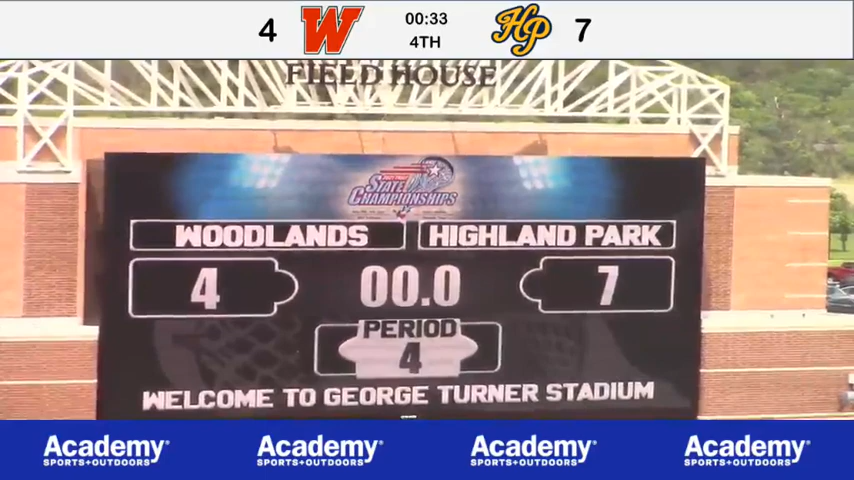 4 W 00:33 HP 7
4TH
FIELD HOUSE
STATE
CHAMPIONSHIPS
WOODLANDS HIGHLAND PARK
4 00.0 7
PERIOD
4
WELCOME TO GEORGE TURNER STADIUM
Academy Academy Academy Academy
SPORTS+OUTDOORS SPORTS+OUTDOORS SPORTS+OUTDOORS SPORTS+OUTDOORS